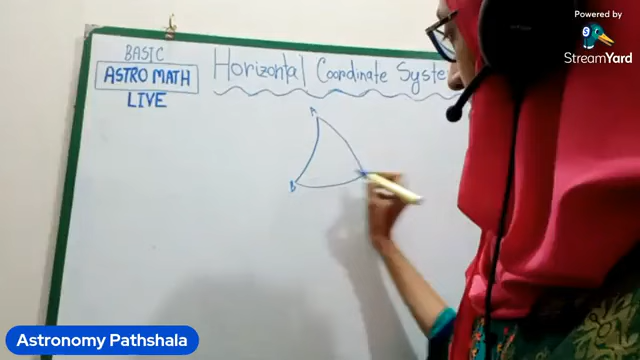 Powered by
StreamYard
BASIC
ASTRO MATH
LIVE
Horizontal Coordinate Syste
A
B
Astronomy Pathshala